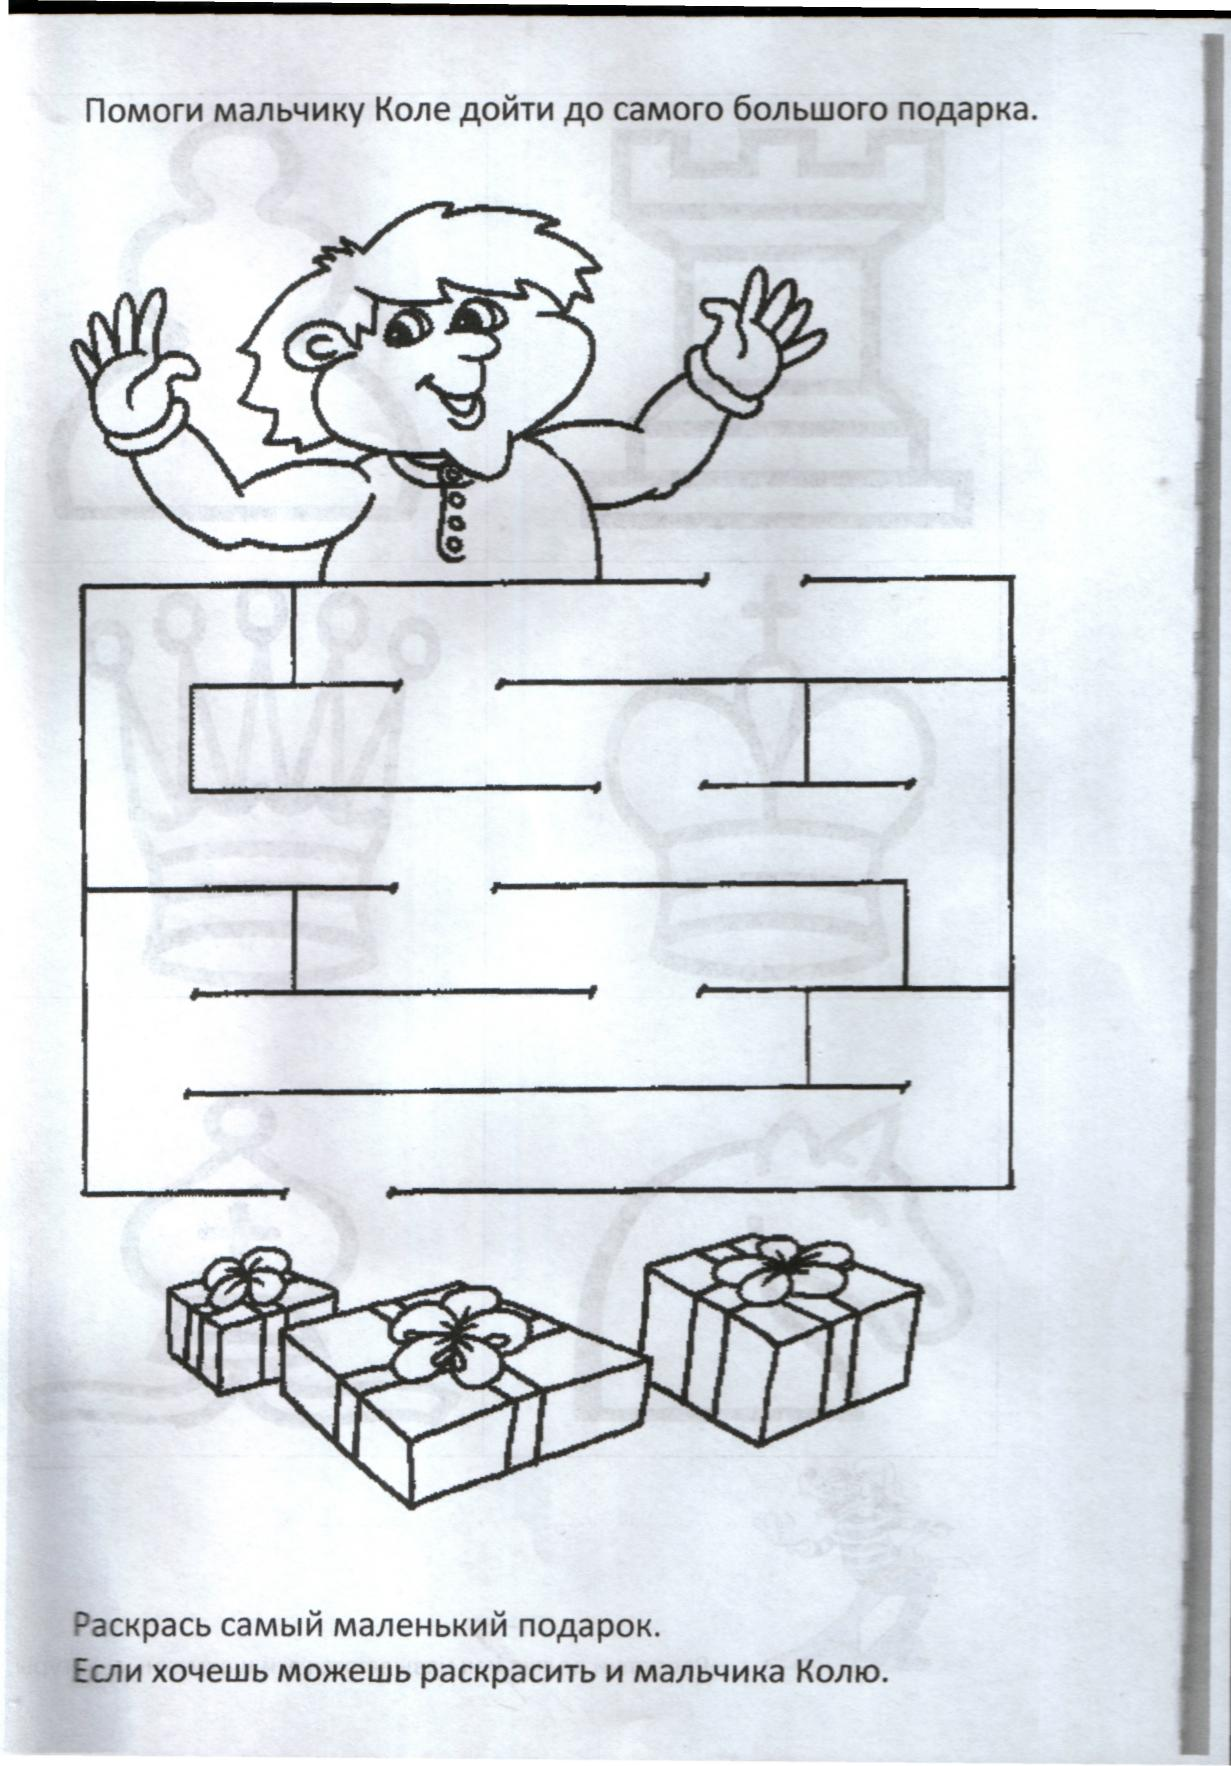 Помоги мальчику Коле дойти до самого большого подарка.
Раскрась самый маленький подарок.
Если хочешь можешь раскрасить и мальчика Колю.